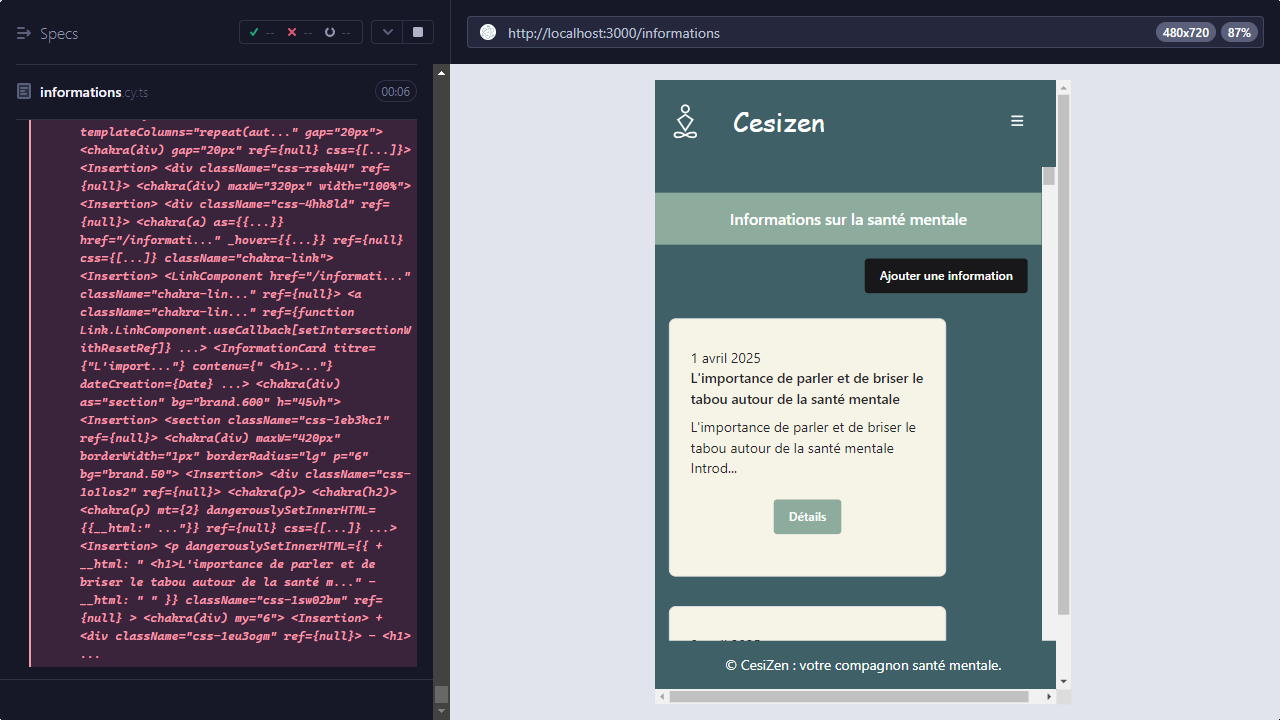 Specs
-- -- --
http://localhost:3000/informations
480x720
87%
informations.cy.ts
00:06
templateColumns="repeat(aut..." gap="20px">
<chakra(div) gap="20px" ref={null} css={[...]}>
<Insertion> <div className="css-rsek44" ref=
{null}> <chakra(div) maxW="320px" width="100%">
<Insertion> <div className="css-4hk8ld" ref=
{null}> <chakra(a) as={{...}}
href="/informati..." _hover={{...}} ref={null}
css={[...]} className="chakra-link">
<Insertion> <LinkComponent href="/informati..."
className="chakra-lin..." ref={null}> <a
className="chakra-lin..." ref={function
Link.LinkComponent.useCallback[setIntersectionW
ithResetRef]} ...> <InformationCard titre=
{"L'import..."} contenu={" <h1>..."}
dateCreation={Date} ...> <chakra(div)
as="section" bg="brand.600" h="45vh">
<Insertion> <section className="css-1eb3kc1"
ref={null}> <chakra(div) maxW="420px"
borderWidth="1px" borderRadius="lg" p="6"
bg="brand.50"> <Insertion> <div className="css-
1o1los2" ref={null}> <chakra(p)> <chakra(h2)>
<chakra(p) mt={2} dangerouslySetInnerHTML=
{{__html:" ..."}} ref={null} css={[...]} ...>
<Insertion> <p dangerouslySetInnerHTML={{ +
__html: " <h1>L'importance de parler et de
briser le tabou autour de la santé m..." -
__html: " " }} className="css-1sw02bm" ref=
{null} > <chakra(div) my="6"> <Insertion> +
<div className="css-1eu3ogm" ref={null}> - <h1>
...
Cesizen
Informations sur la santé mentale
Ajouter une information
1 avril 2025
L'importance de parler et de briser le
tabou autour de la santé mentale
L'importance de parler et de briser le
tabou autour de la santé mentale
Introd...
Détails
© CesiZen : votre compagnon santé mentale.